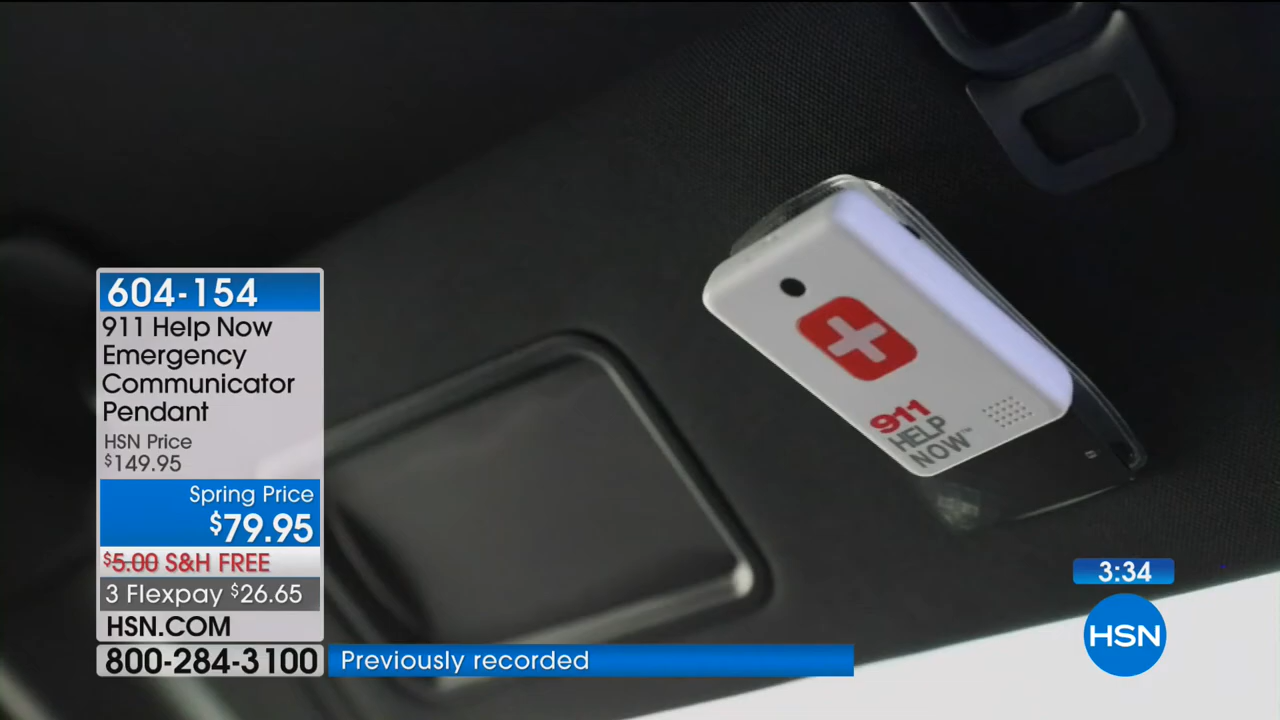 604-154
911 Help Now
Emergency
Communicator
Pendant
HSN Price
$149.95
Spring Price
$79.95
$5.00 S&H FREE
3 Flexpay $26.65
HSN.COM
800-284-3100
Previously recorded
911
HELP
NOW™
3:34
HSN